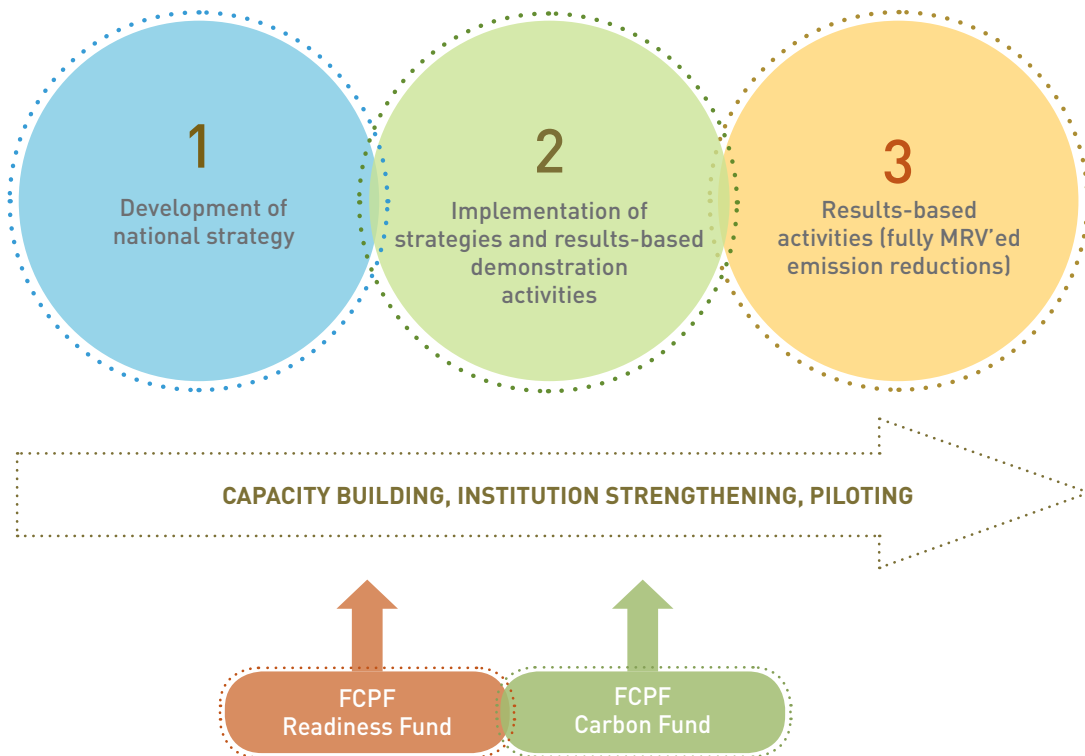 1
Development of
national strategy
2
Implementation of
strategies and results-based
demonstration
activities
3
Results-based
activities (fully MRV’ed
emission reductions)
CAPACITY BUILDING, INSTITUTION STRENGTHENING, PILOTING
FCPF
Readiness Fund
FCPF
Carbon Fund